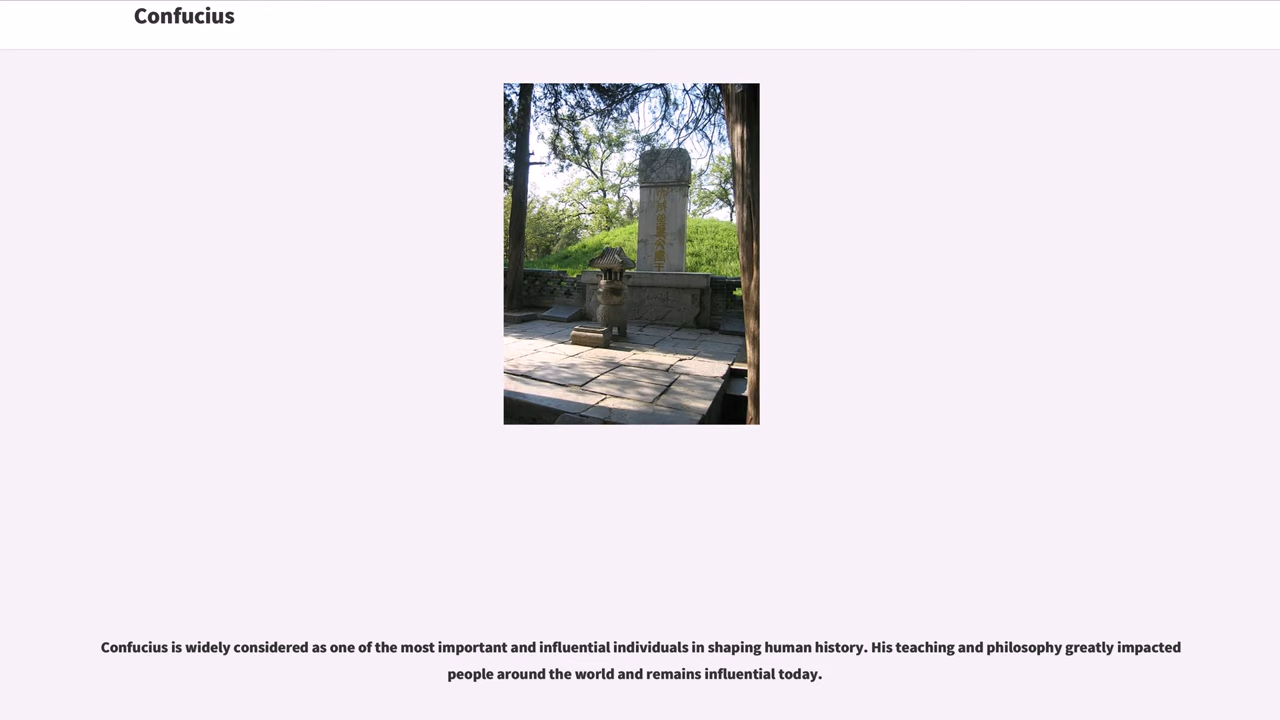 Confucius
Confucius is widely considered as one of the most important and influential individuals in shaping human history. His teaching and philosophy greatly impacted
people around the world and remains influential today.